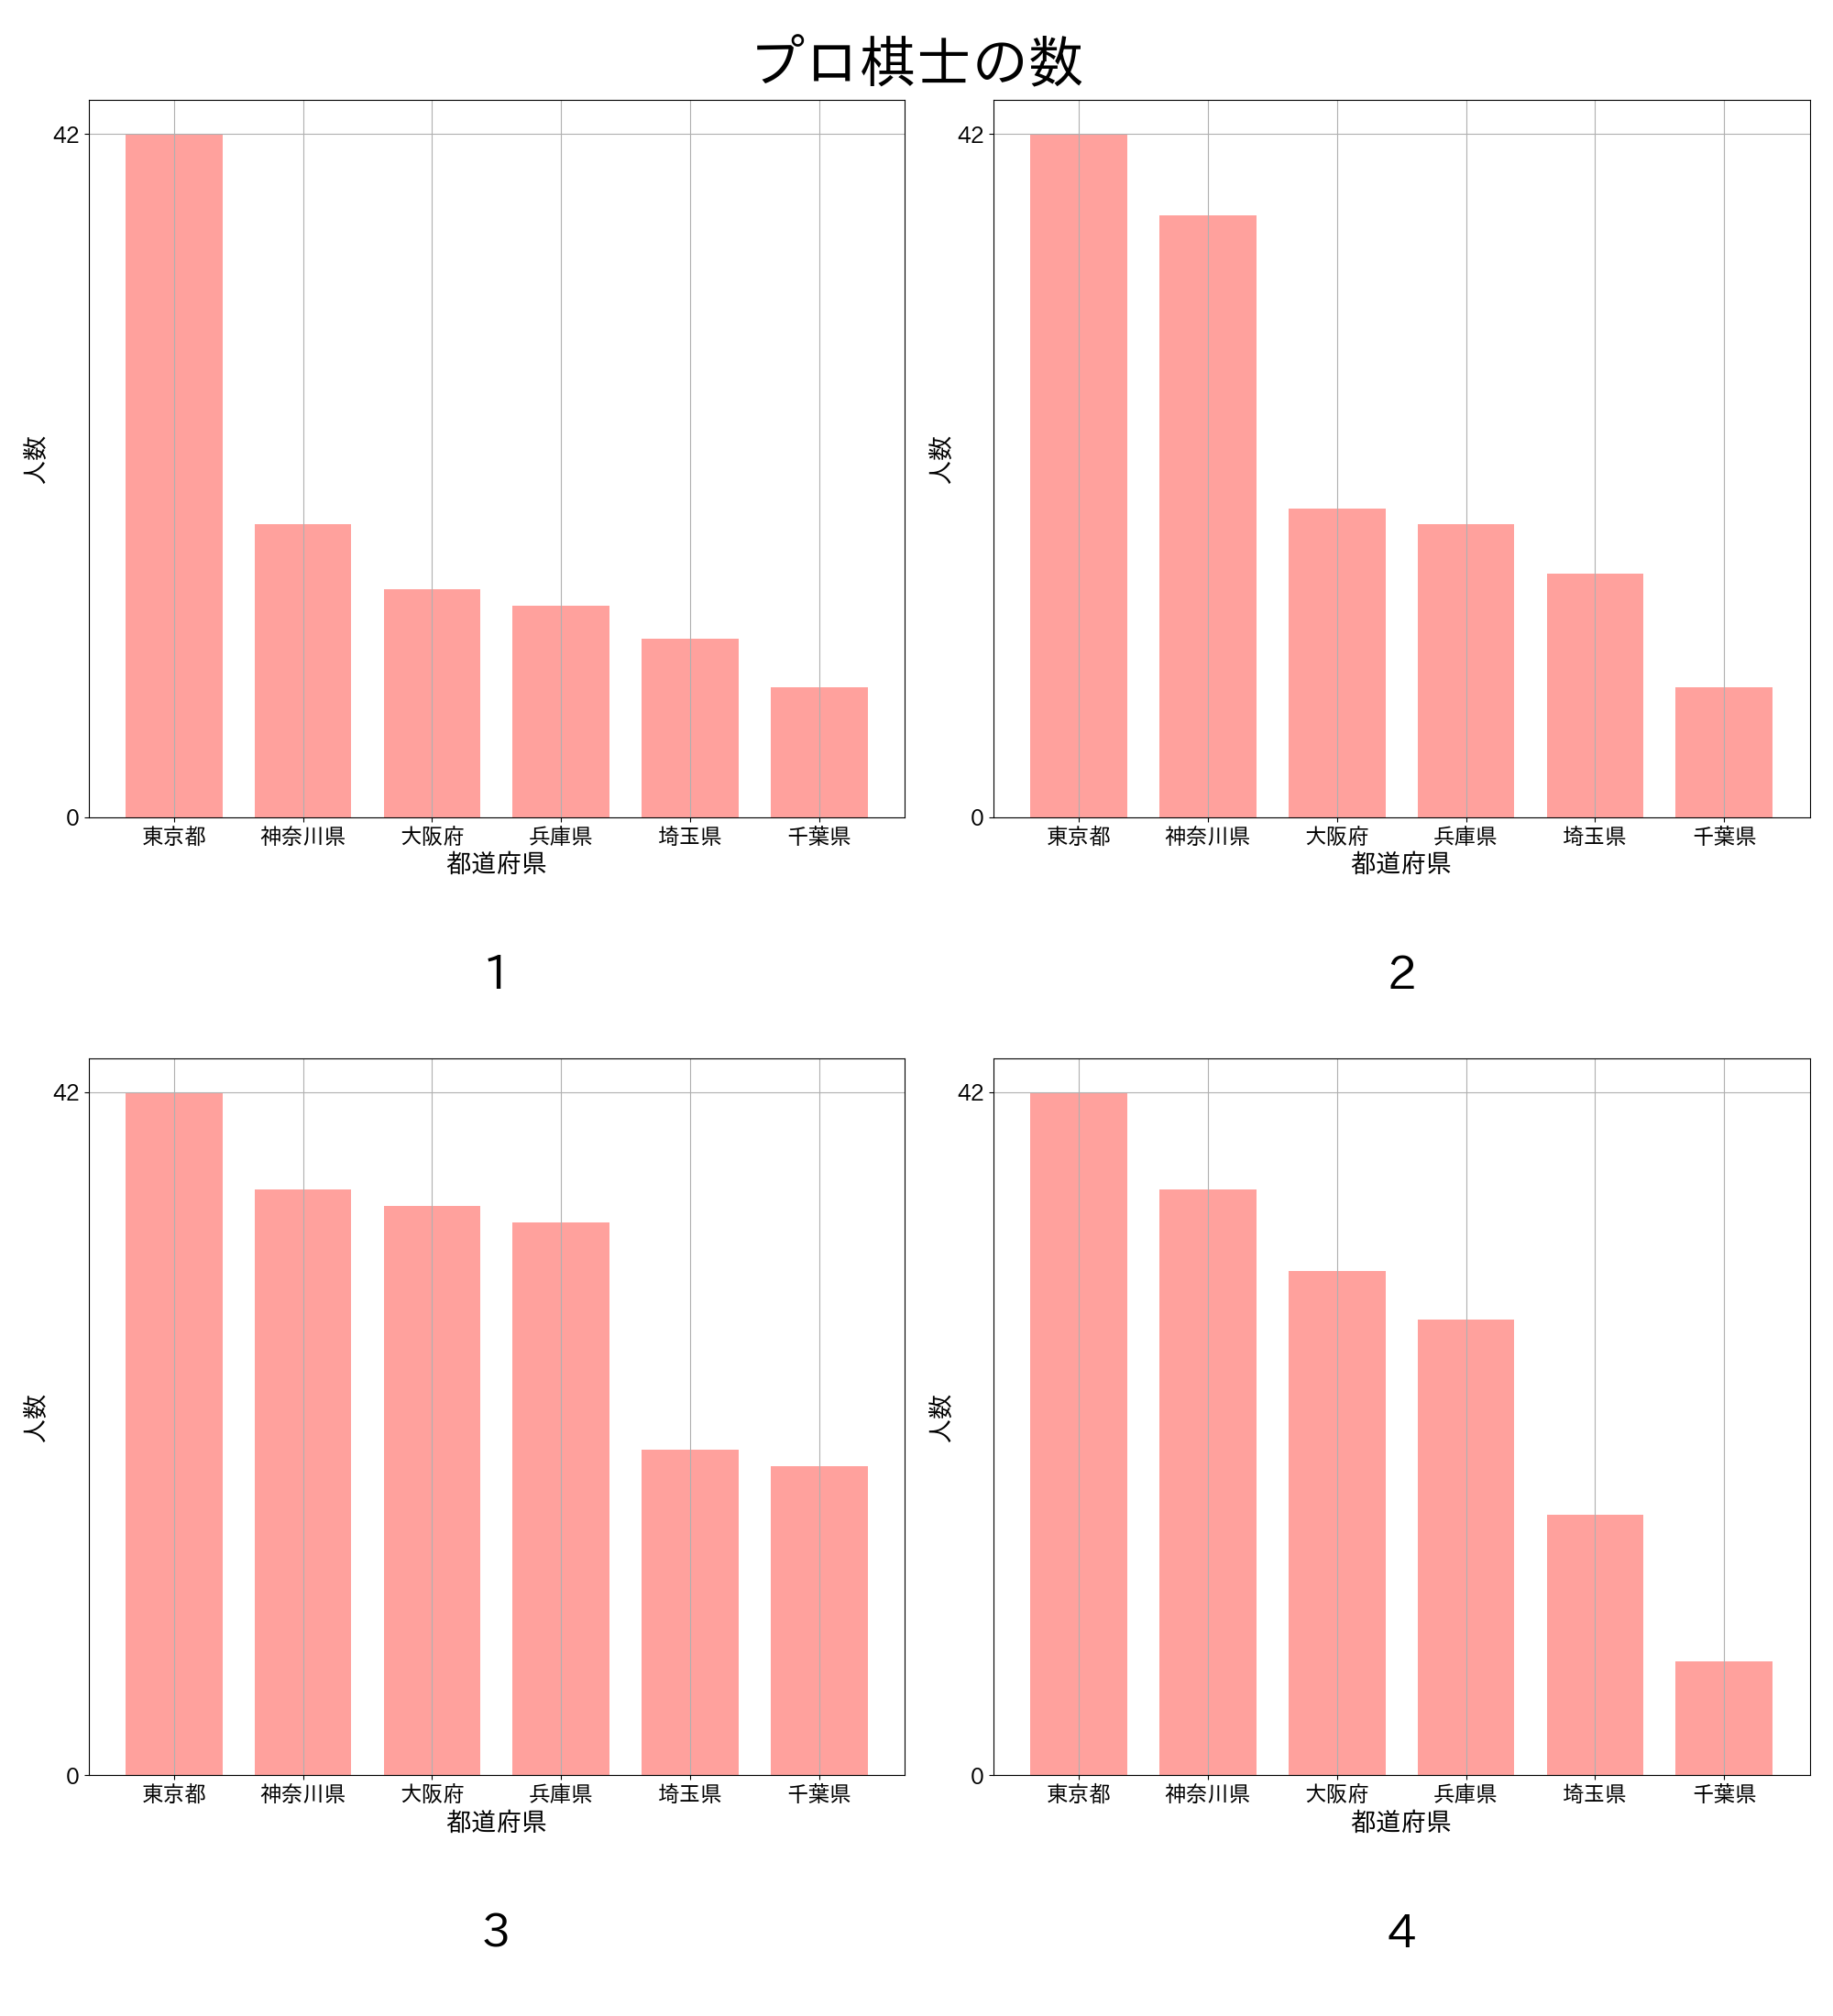 プロ棋士の数
42
人数
0
東京都 神奈川県 大阪府 兵庫県 埼玉県 千葉県
都道府県
1
42
人数
0
東京都 神奈川県 大阪府 兵庫県 埼玉県 千葉県
都道府県
2
42
人数
0
東京都 神奈川県 大阪府 兵庫県 埼玉県 千葉県
都道府県
3
42
人数
0
東京都 神奈川県 大阪府 兵庫県 埼玉県 千葉県
都道府県
4